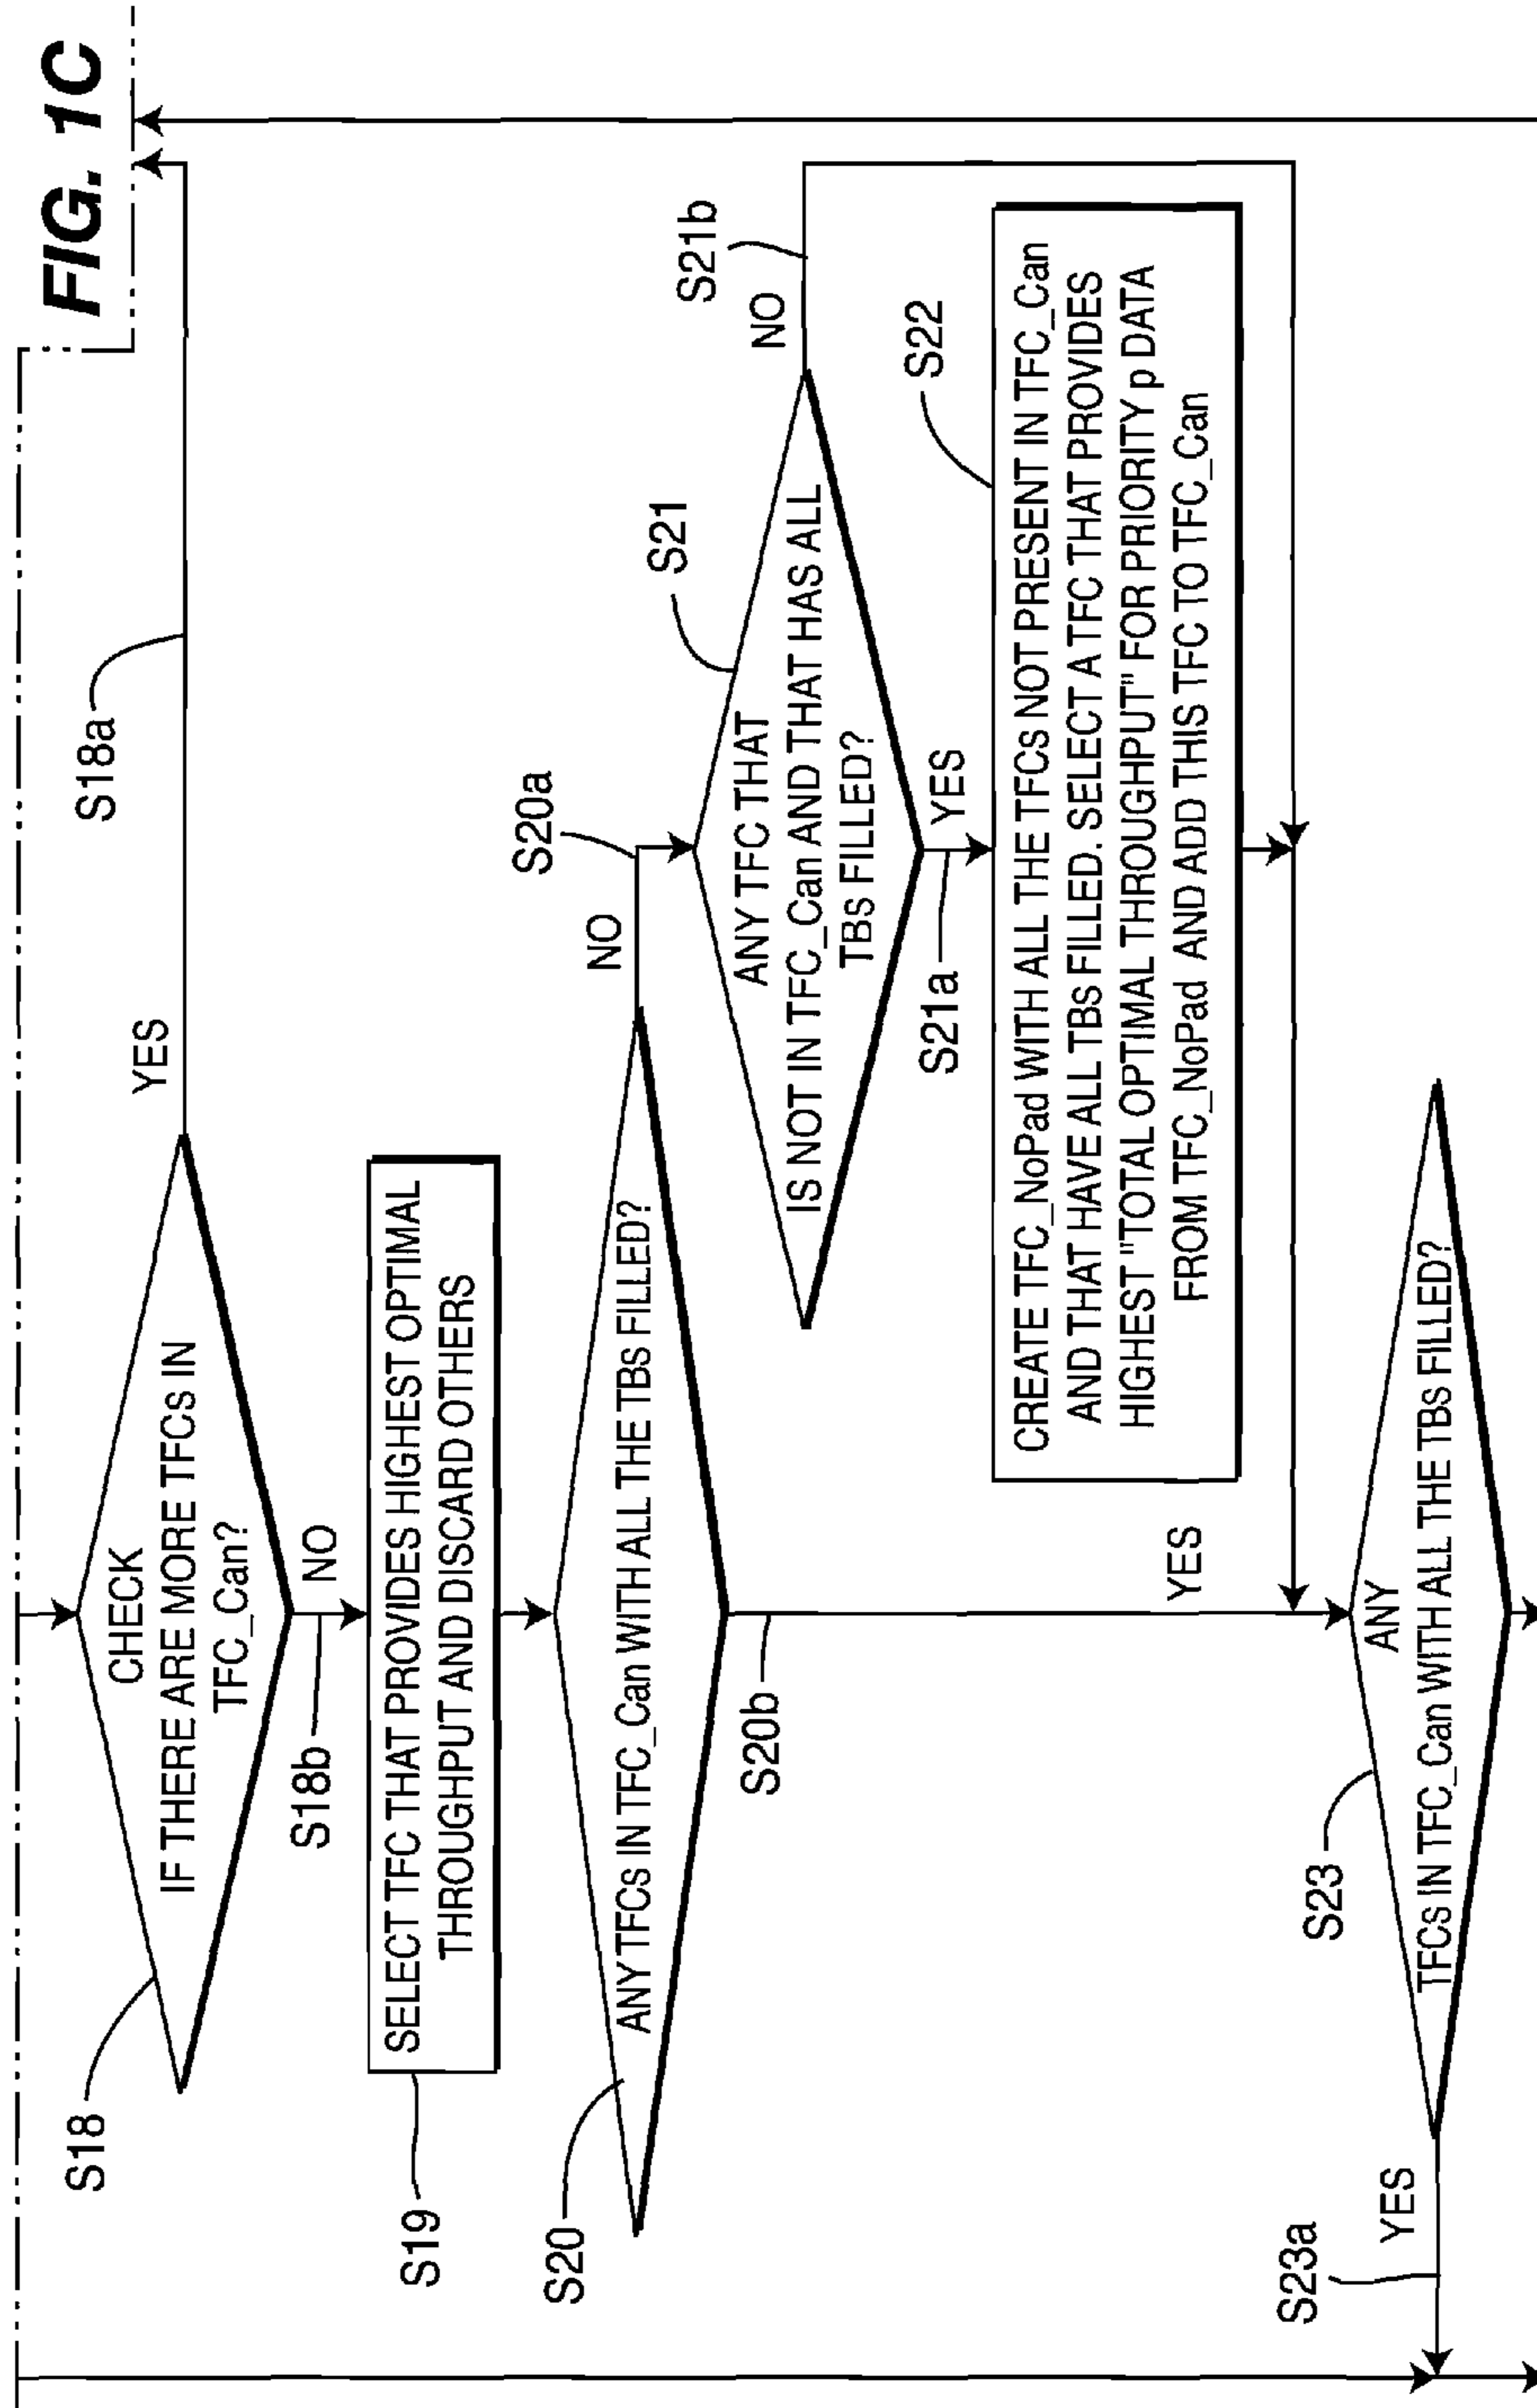 FIG. 1C
S18
CHECK
IF THERE ARE MORE TFCs IN
TFC_Can?
YES
S18a
NO
S18b
S19
SELECT TFC THAT PROVIDES HIGHEST OPTIMAL
THROUGHPUT AND DISCARD OTHERS
S20
ANY TFCs IN TFC_Can WITH ALL THE TBs FILLED?
NO
S20a
YES
S20b
S21
ANY TFC THAT
IS NOT IN TFC_Can AND THAT HAS ALL
TBs FILLED?
NO
S21b
YES
S21a
S22
CREATE TFC_NoPad WITH ALL THE TFCs NOT PRESENT IN TFC_Can
AND THAT HAVE ALL TBs FILLED. SELECT A TFC THAT PROVIDES
HIGHEST "TOTAL OPTIMAL THROUGHPUT" FOR PRIORITY p DATA
FROM TFC_NoPad AND ADD THIS TFC TO TFC_Can
S23
ANY
TFCs IN TFC_Can WITH ALL THE TBs FILLED?
YES
S23a